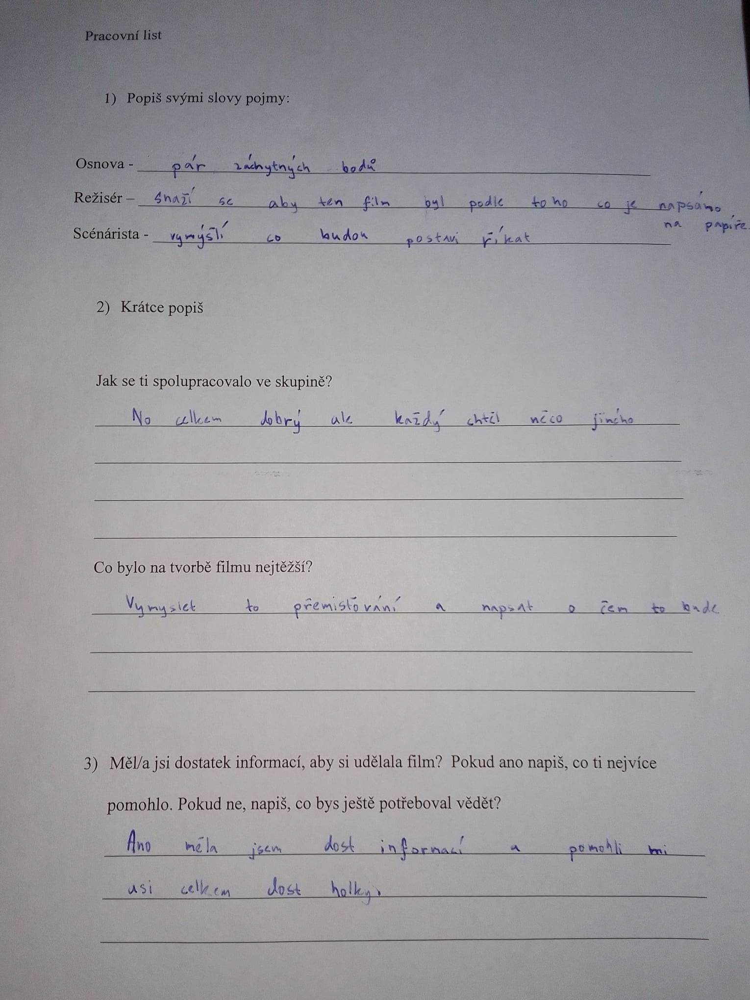 Pracovní list
1) Popiš svými slovy pojmy:
Osnova - pár záchytných bodů
Režisér – snaží se aby ten film byl podle toho co je napsáno
na papíře.
Scénárista - vymýšlí co budou postavi říkat
2) Krátce popiš
Jak se ti spolupracovalo ve skupině?
No celkem dobrý ale každý chtěl něco jiného
Co bylo na tvorbě filmu nejtěžší?
Vymyslet to přemisťování a napsat o čem to bude
3) Měl/a jsi dostatek informací, aby si udělala film? Pokud ano napiš, co ti nejvíce
pomohlo. Pokud ne, napiš, co bys ještě potřeboval vědět?
Ano měla jsem dost informací a pomohli mi
asi celkem dost holky.